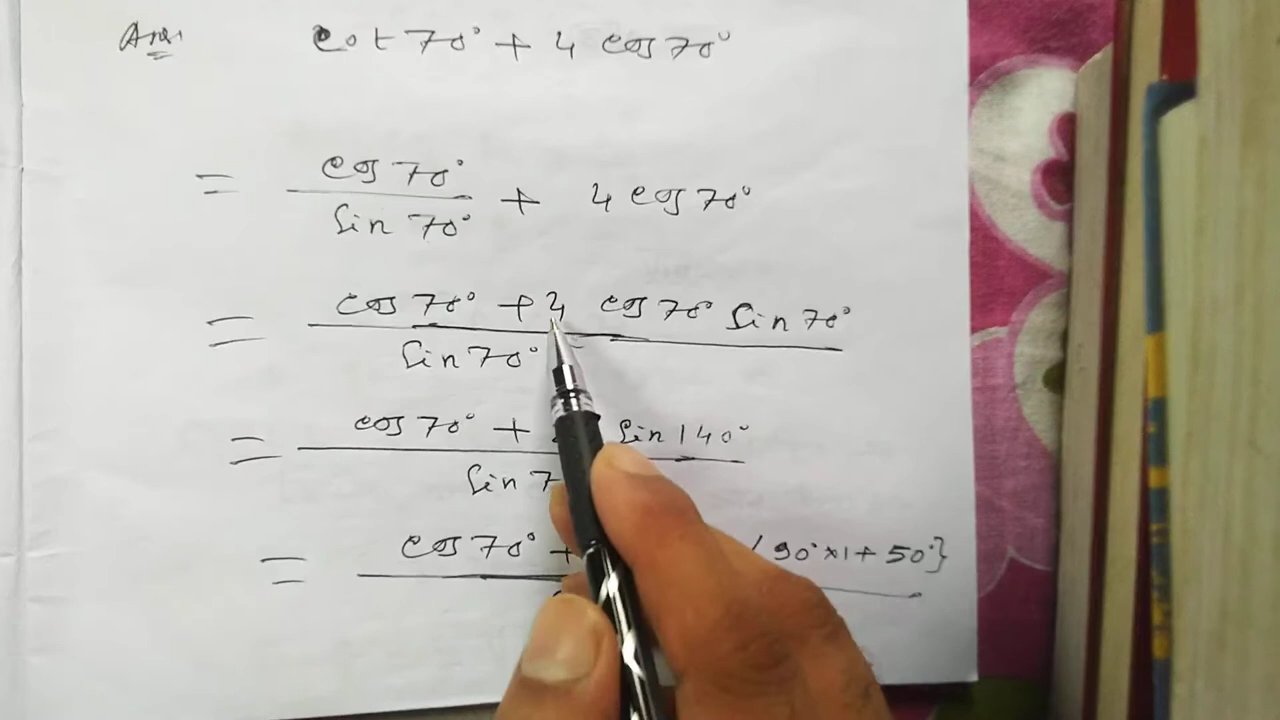 Ans: cot 70° + 4 cos 70°
= cos 70° / sin 70° + 4 cos 70°
= cos 70° + 4 cos 70° sin 70° / sin 70°
= cos 70° + sin 140° / sin 7
= cos 70° + (90° × 1 + 50°}